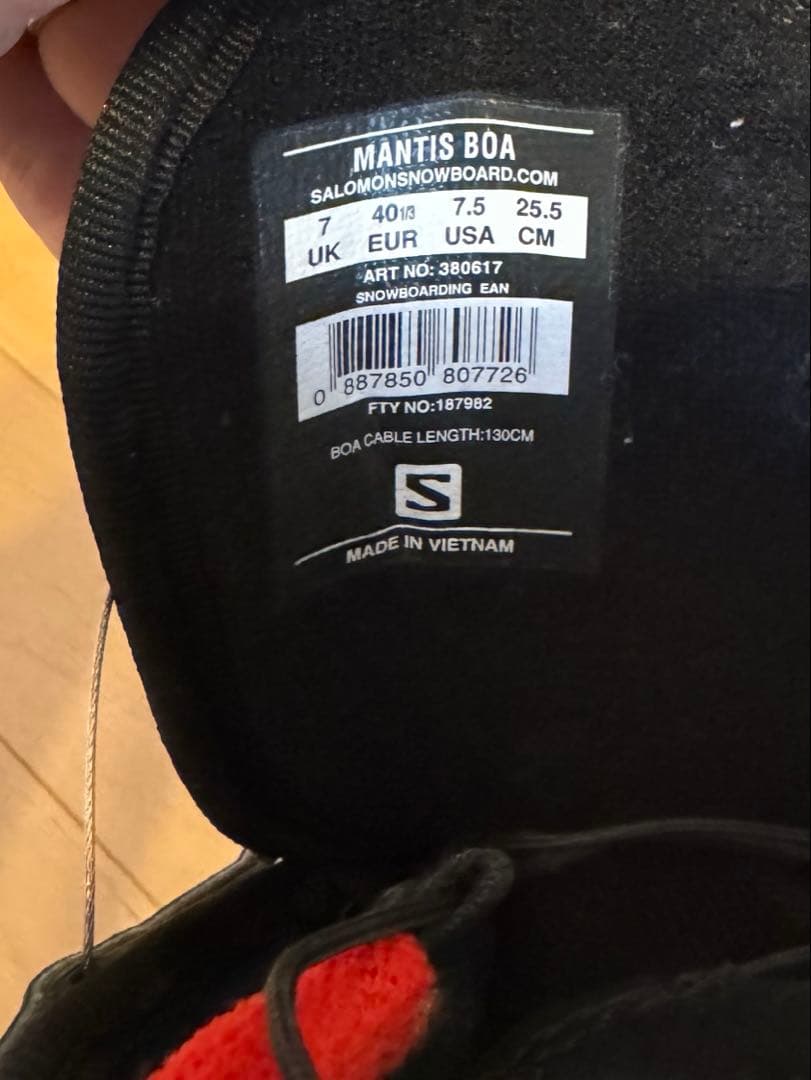 MANTIS BOA
SALOMONSNOWBOARD.COM
7 40 1/3 7.5 25.5
UK EUR USA CM
ART NO: 380617
SNOWBOARDING EAN
0 887850 807726
FTY NO:187982
BOA CABLE LENGTH:130CM
S
MADE IN VIETNAM